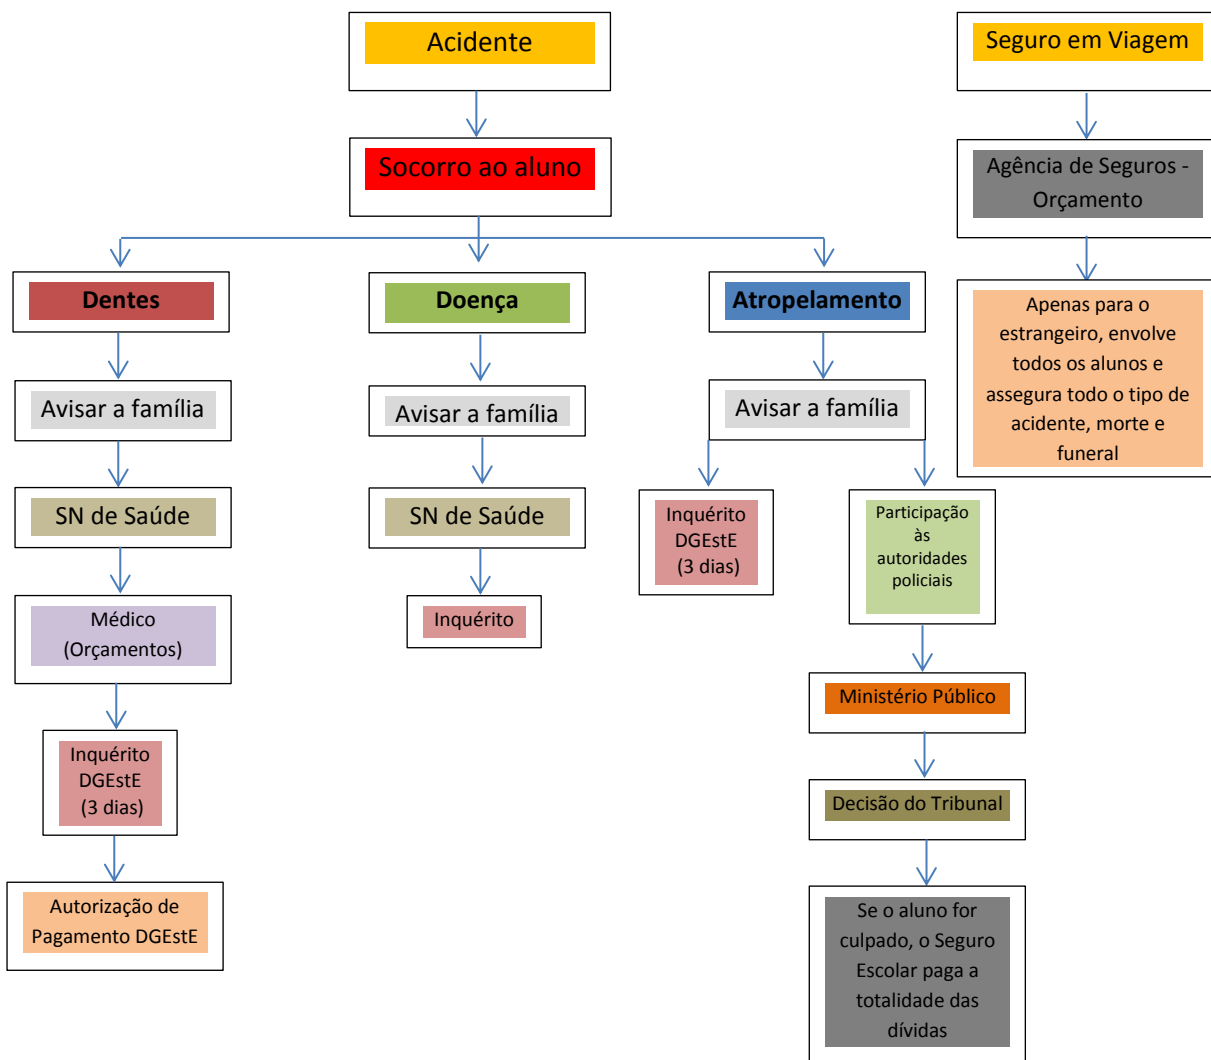 Acidente
Socorro ao aluno
Dentes
Avisar a família
SN de Saúde
Médico
(Orçamentos)
Inquérito
DGEstE
(3 dias)
Autorização de
Pagamento DGEstE
Doença
Avisar a família
SN de Saúde
Inquérito
Atropelamento
Avisar a família
Inquérito
DGEstE
(3 dias)
Participação
às
autoridades
policiais
Ministério Público
Decisão do Tribunal
Se o aluno for
culpado, o Seguro
Escolar paga a
totalidade das
dívidas
Seguro em Viagem
Agência de Seguros -
Orçamento
Apenas para o
estrangeiro, envolve
todos os alunos e
assegura todo o tipo de
acidente, morte e
funeral